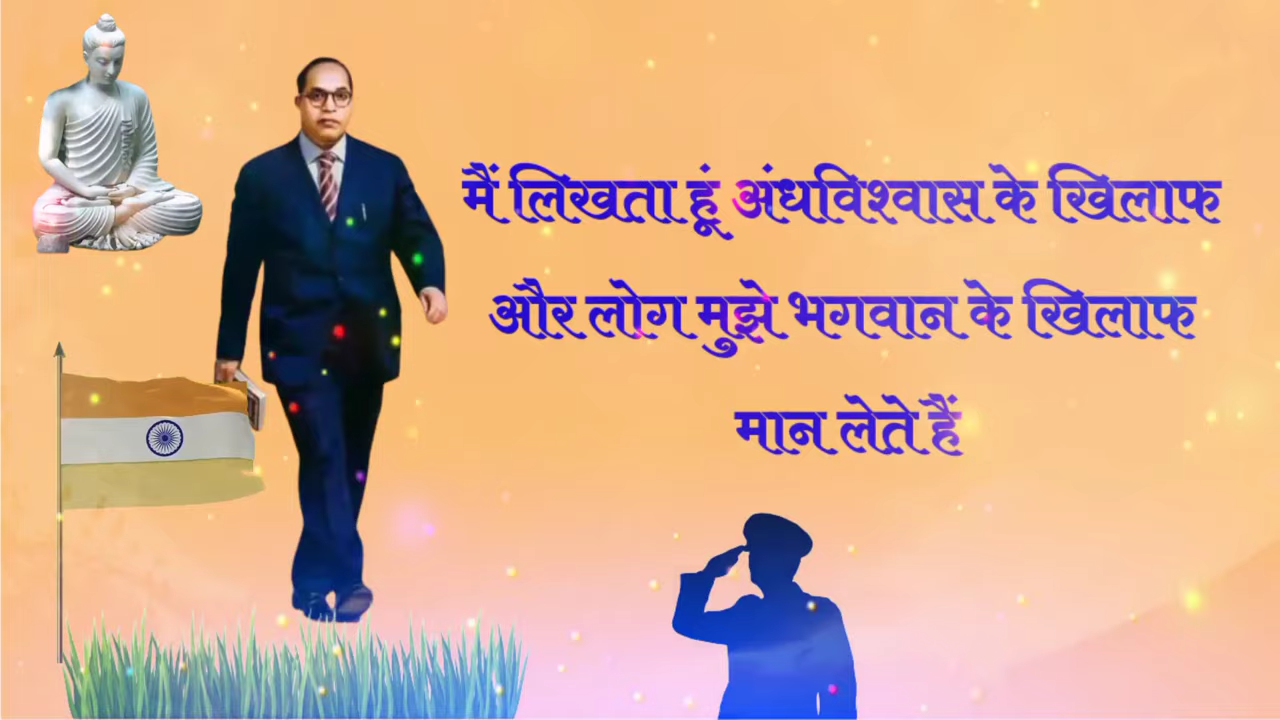 मैं लिखता हूं अंधविश्वास के खिलाफ
और लोग मुझे भगवान के खिलाफ
मान लेते हैं